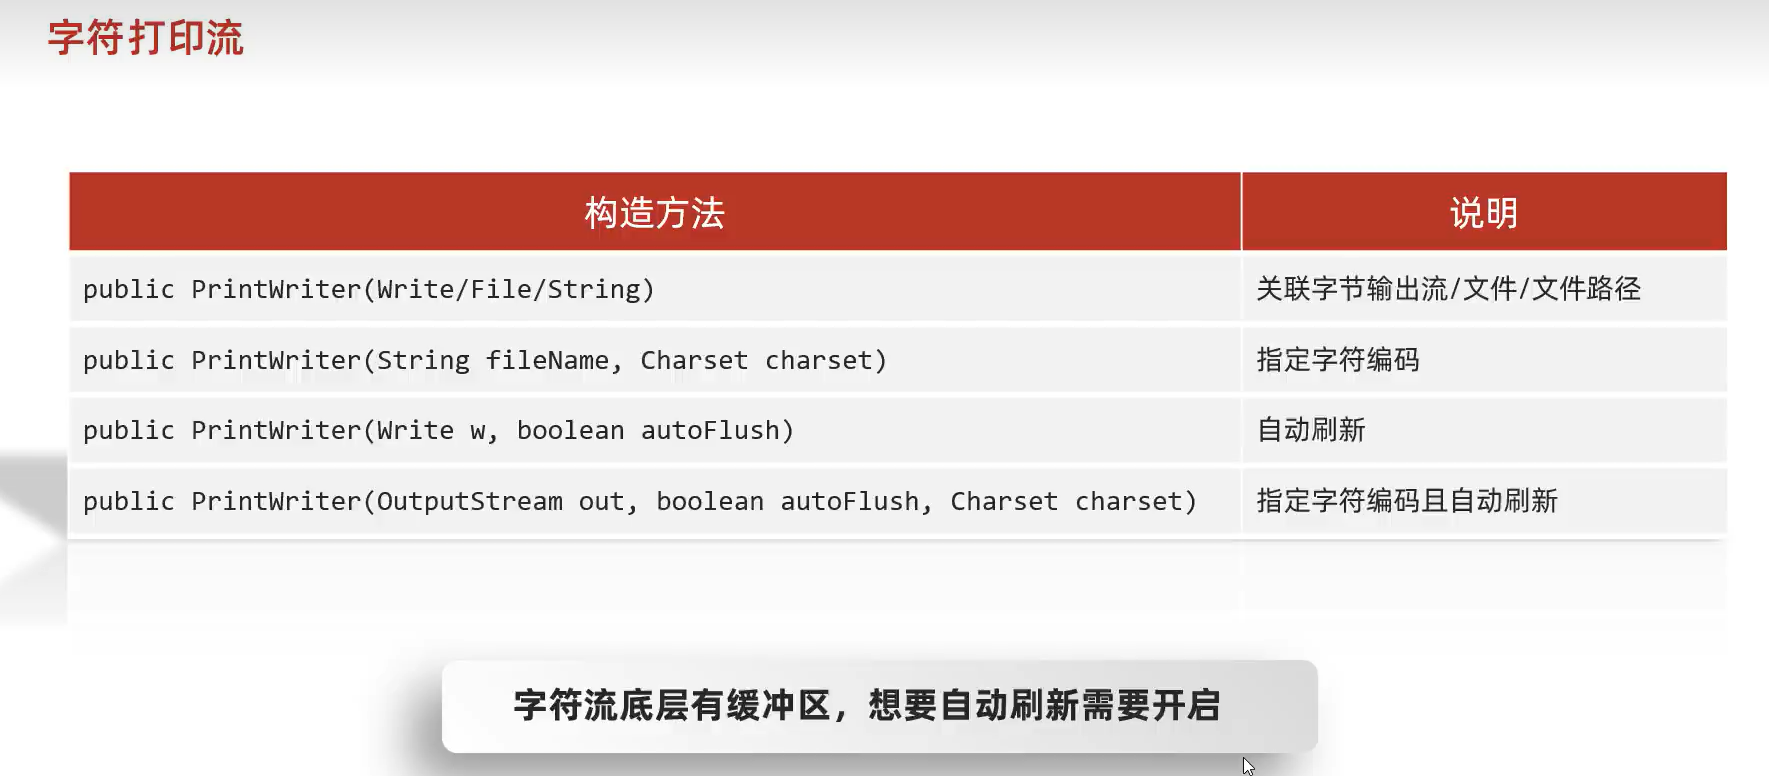 字符打印流
构造方法 说明
public PrintWriter(Write/File/String) 关联字节输出流/文件/文件路径
public PrintWriter(String fileName, Charset charset) 指定字符编码
public PrintWriter(Write w, boolean autoFlush) 自动刷新
public PrintWriter(OutputStream out, boolean autoFlush, Charset charset) 指定字符编码且自动刷新
字符流底层有缓冲区，想要自动刷新需要开启